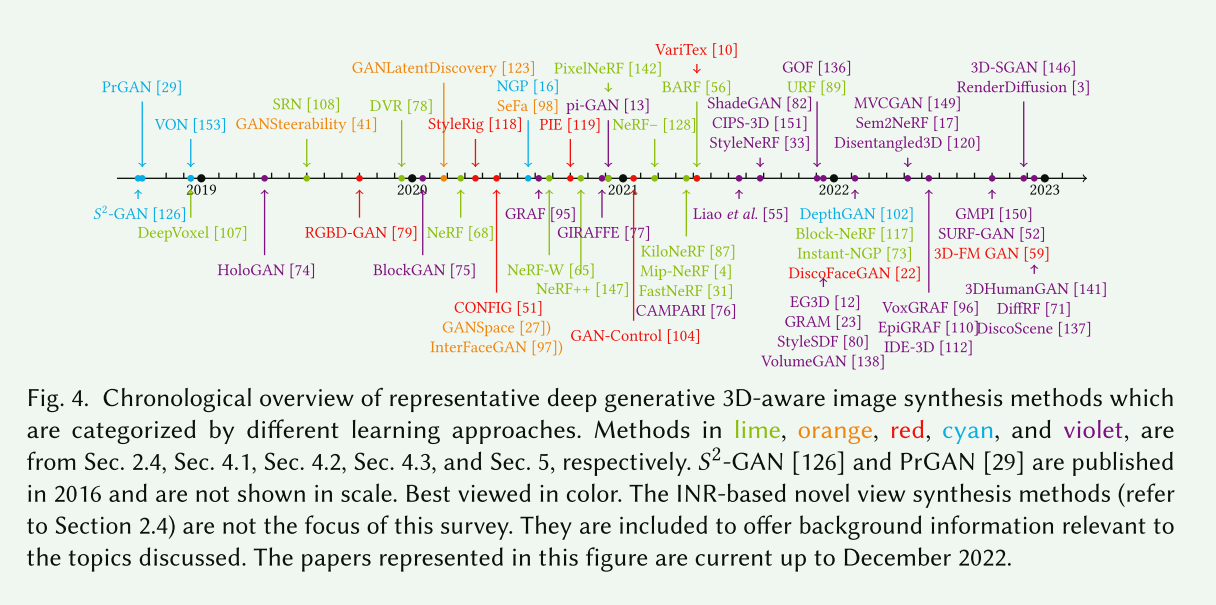 VariTex [10]
GANLatentDiscovery [123]
PixelNeRF [142]
GOF [136]
3D-SGAN [146]
PrGAN [29]
NGP [16]
BARF [56]
URF [89]
RenderDiffusion [3]
SRN [108]
DVR [78]
SeFa [98]
pi-GAN [13]
ShadeGAN [82]
MVCGAN [149]
VON [153]
GANSteerability [41]
StyleRig [118]
PIE [119]
NeRF− [128]
CIPS-3D [151]
Sem2NeRF [17]
StyleNeRF [33]
Disentangled3D [120]
2019
2020
2021
2022
2023
S²-GAN [126]
GRAF [95]
Liao et al. [55]
DepthGAN [102]
GMPI [150]
DeepVoxel [107]
RGBD-GAN [79]
NeRF [68]
GIRAFFE [77]
Block-NeRF [117]
SURF-GAN [52]
KiloNeRF [87]
Instant-NGP [73]
3D-FM GAN [59]
HoloGAN [74]
BlockGAN [75]
NeRF-W [65]
Mip-NeRF [4]
DiscoFaceGAN [22]
NeRF++ [147]
FastNeRF [31]
3DHumanGAN [141]
CONFIG [51]
CAMPARI [76]
EG3D [12]
VoxGRAF [96]
DiffRF [71]
GANSpace [27])
GAN-Control [104]
GRAM [23]
EpiGRAF [110]
DiscoScene [137]
InterFaceGAN [97])
StyleSDF [80]
IDE-3D [112]
VolumeGAN [138]
Fig. 4. Chronological overview of representative deep generative 3D-aware image synthesis methods which
are categorized by different learning approaches. Methods in lime, orange, red, cyan, and violet, are
from Sec. 2.4, Sec. 4.1, Sec. 4.2, Sec. 4.3, and Sec. 5, respectively. S²-GAN [126] and PrGAN [29] are published
in 2016 and are not shown in scale. Best viewed in color. The INR-based novel view synthesis methods (refer
to Section 2.4) are not the focus of this survey. They are included to offer background information relevant to
the topics discussed. The papers represented in this figure are current up to December 2022.